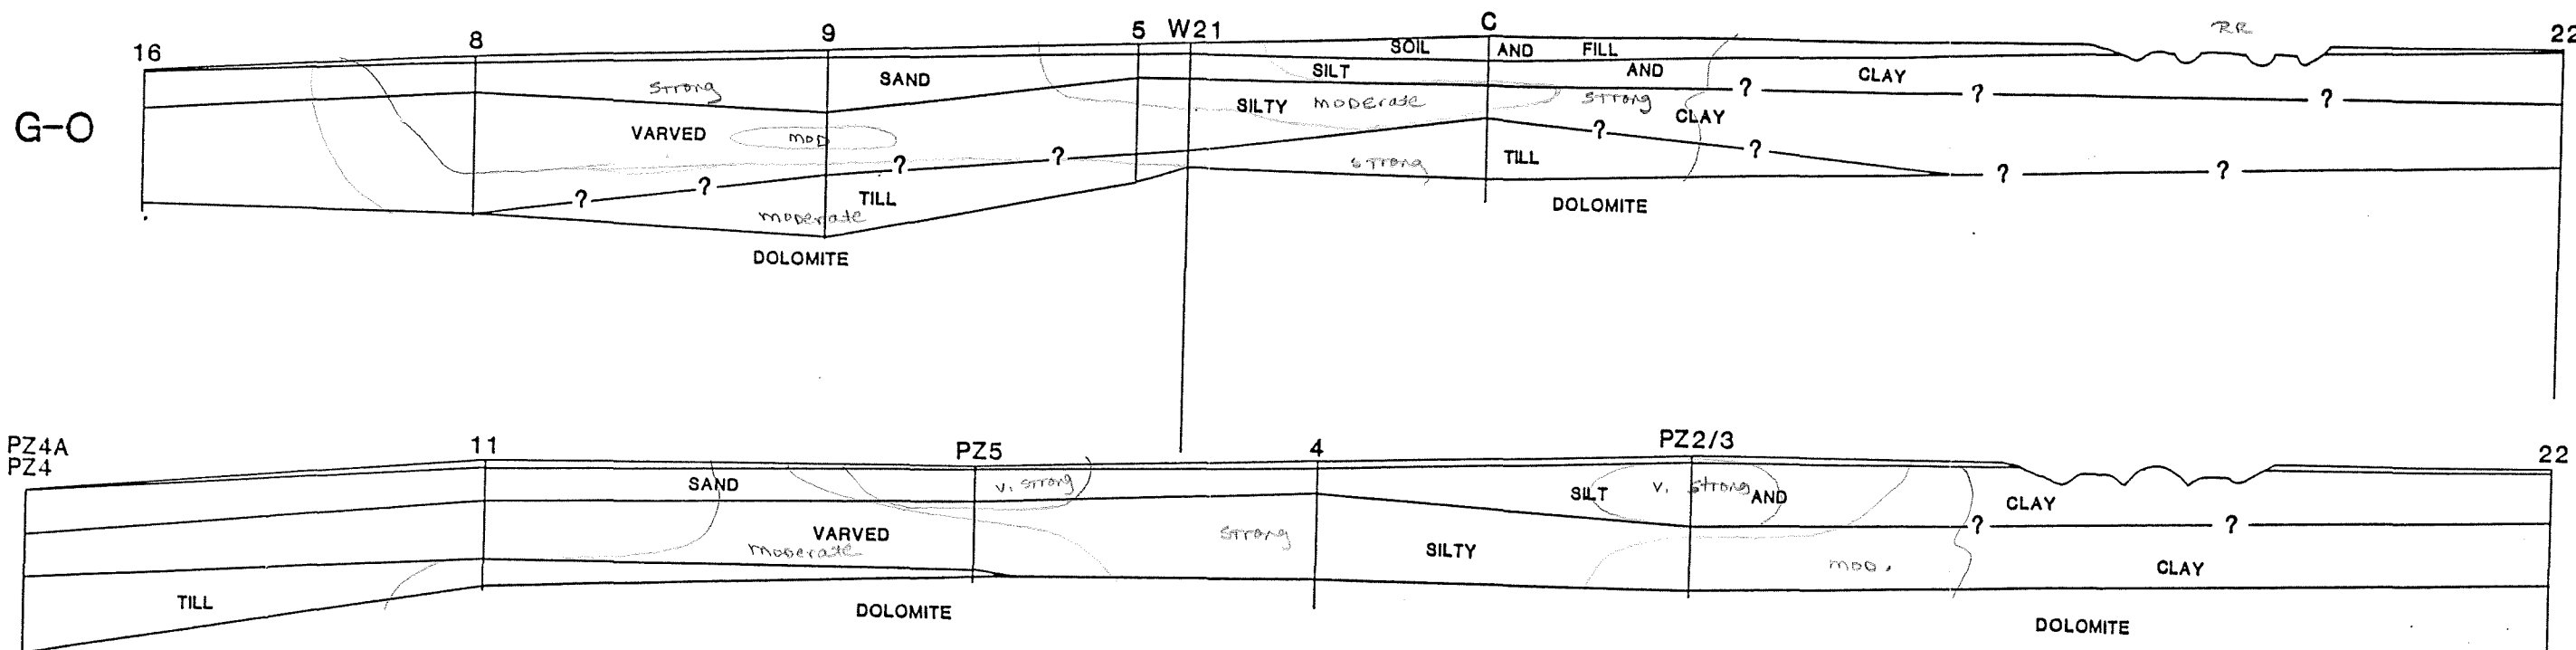 RR
16 8 9 5 W21 C 22
SOIL AND FILL
SAND SILT AND CLAY
Strong
SILTY MODERATE Strong ? ? ?
G-O
VARVED MOD CLAY
? ? ? ? ? ?
Strong TILL ? ?
TILL
moderate
DOLOMITE
DOLOMITE
PZ4A
PZ4 11 PZ5 4 PZ2/3 22
SAND V. Strong SILT V. Strong AND CLAY
? ?
VARVED Strong
Moderate SILTY MOD. CLAY
TILL DOLOMITE DOLOMITE